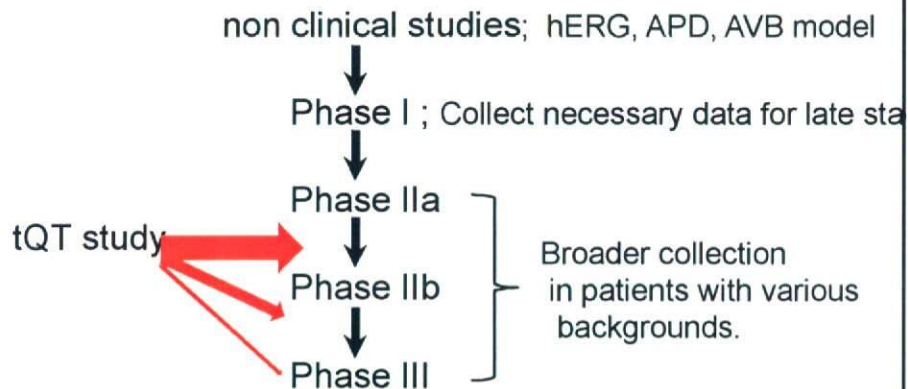 non clinical studies; hERG, APD, AVB model
Phase I ; Collect necessary data for late sta
Phase IIa
tQT study
Broader collection
Phase IIb
in patients with various
backgrounds.
Phase III